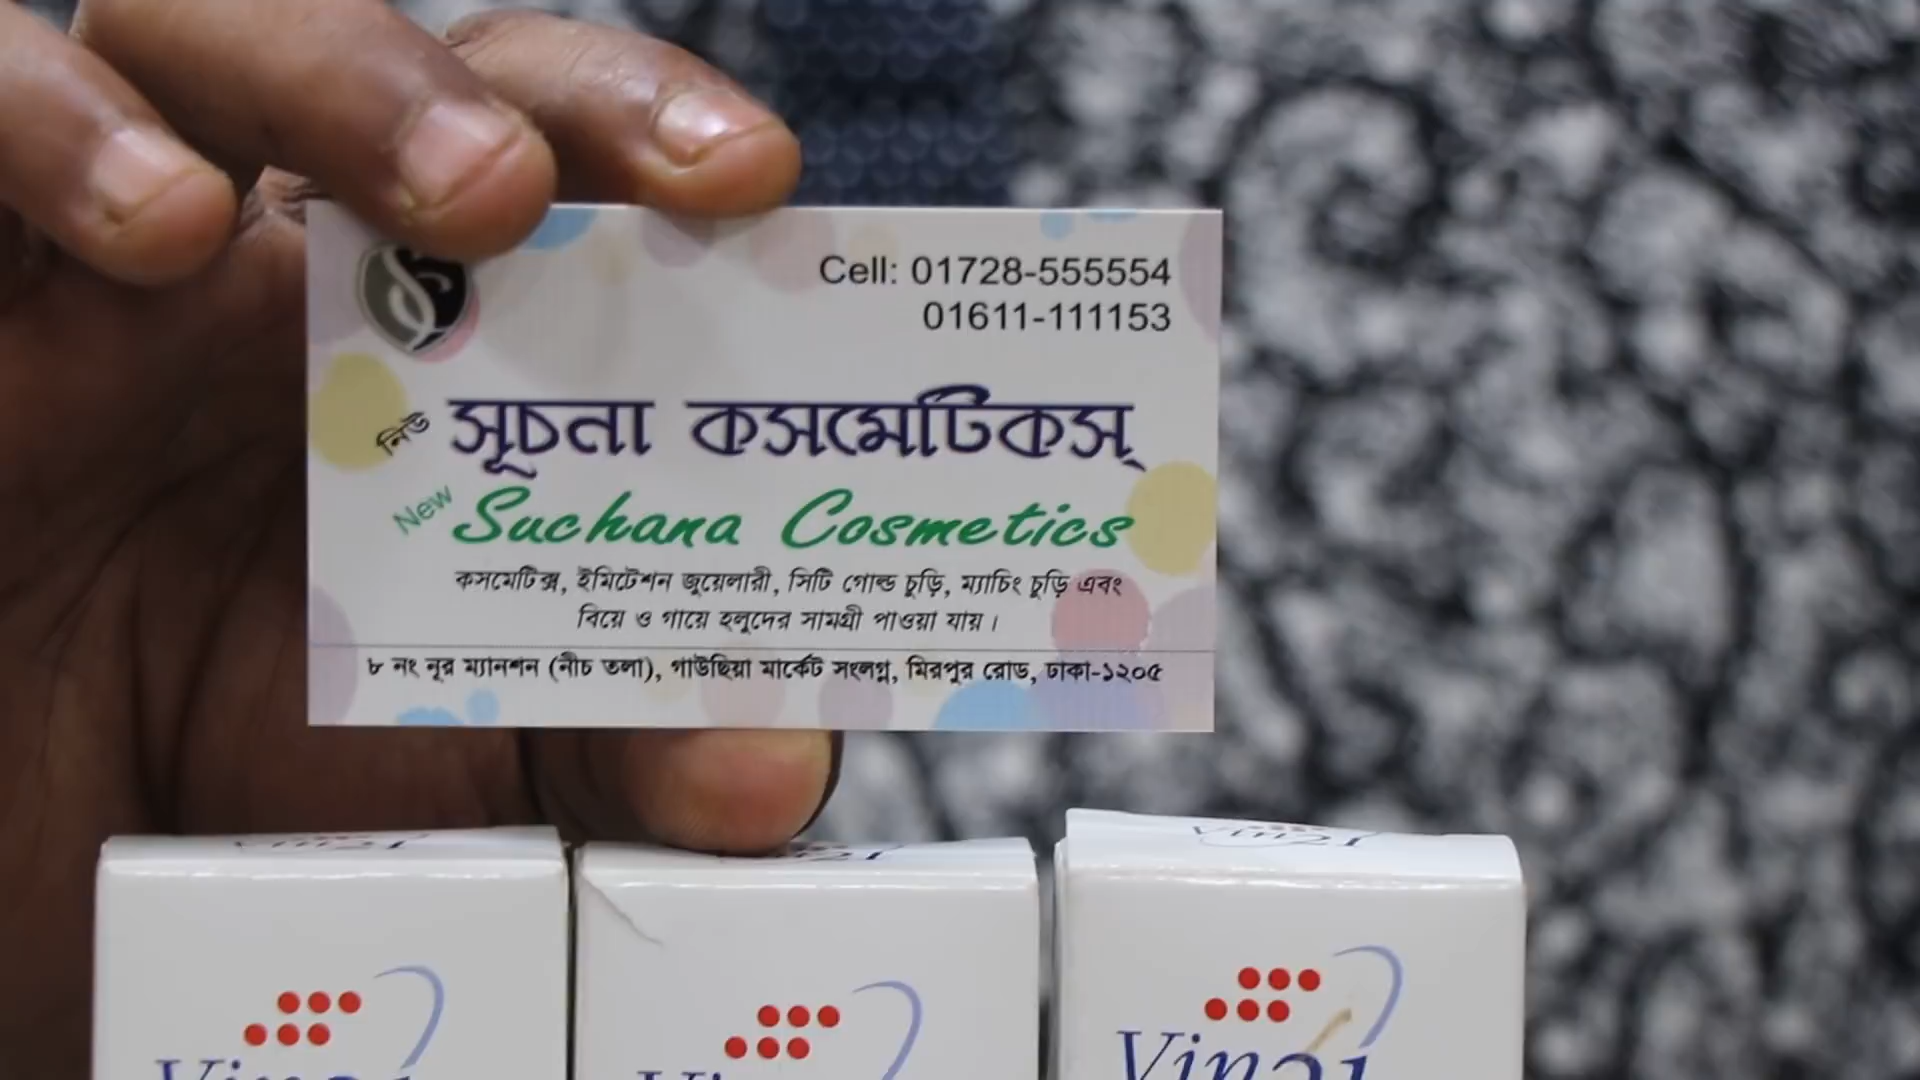 Cell: 01728-555554
01611-111153
নিউ সূচনা কসমেটিকস্
New Suchana Cosmetics
কসমেটিক্স, ইমিটেশন জুয়েলারী, সিটি গোল্ড চুড়ি, ম্যাচিং চুড়ি এবং
বিয়ে ও গায়ে হলুদের সামগ্রী পাওয়া যায়।
৮ নং নূর ম্যানশন (নীচ তলা), গাউছিয়া মার্কেট সংলগ্ন, মিরপুর রোড, ঢাকা-১২০৫